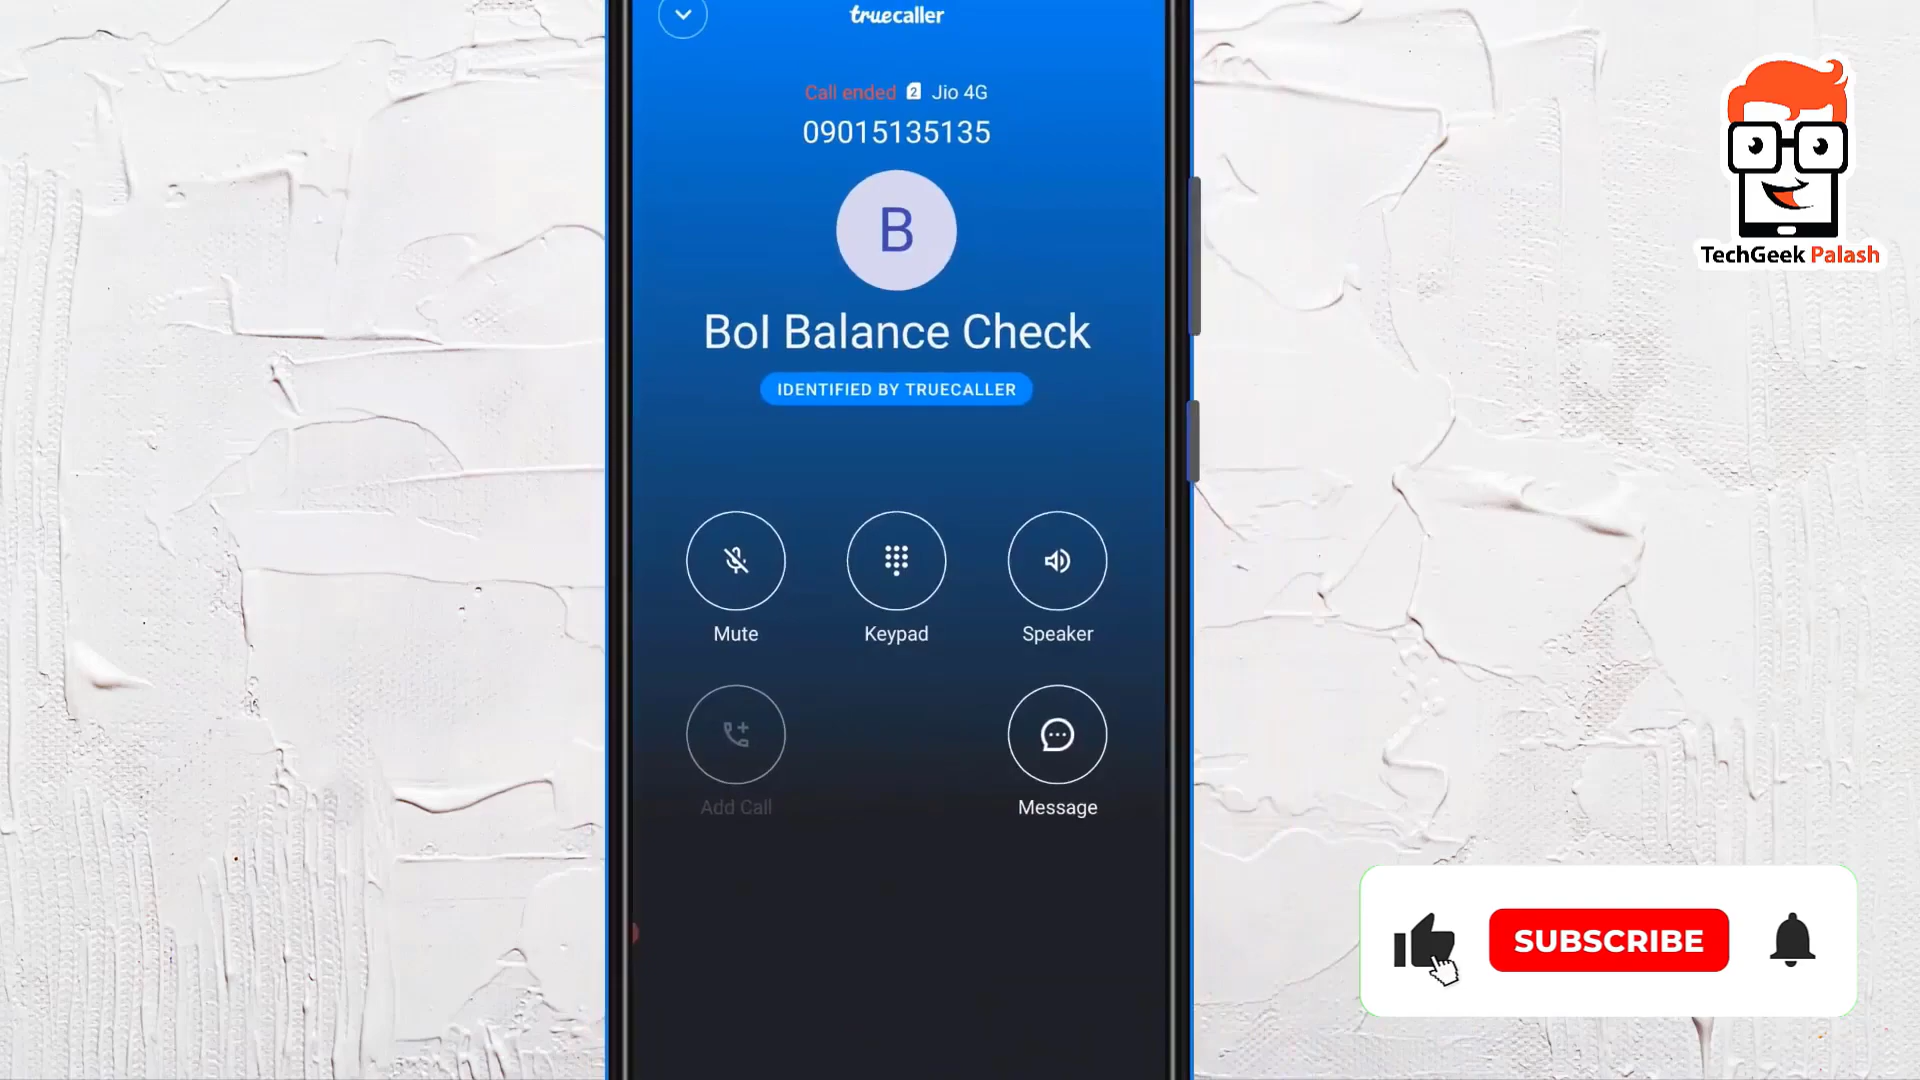 truecaller
Call ended 2 Jio 4G
09015135135
B
BoI Balance Check
IDENTIFIED BY TRUECALLER
Mute Keypad Speaker
Add Call Message
TechGeek Palash
SUBSCRIBE